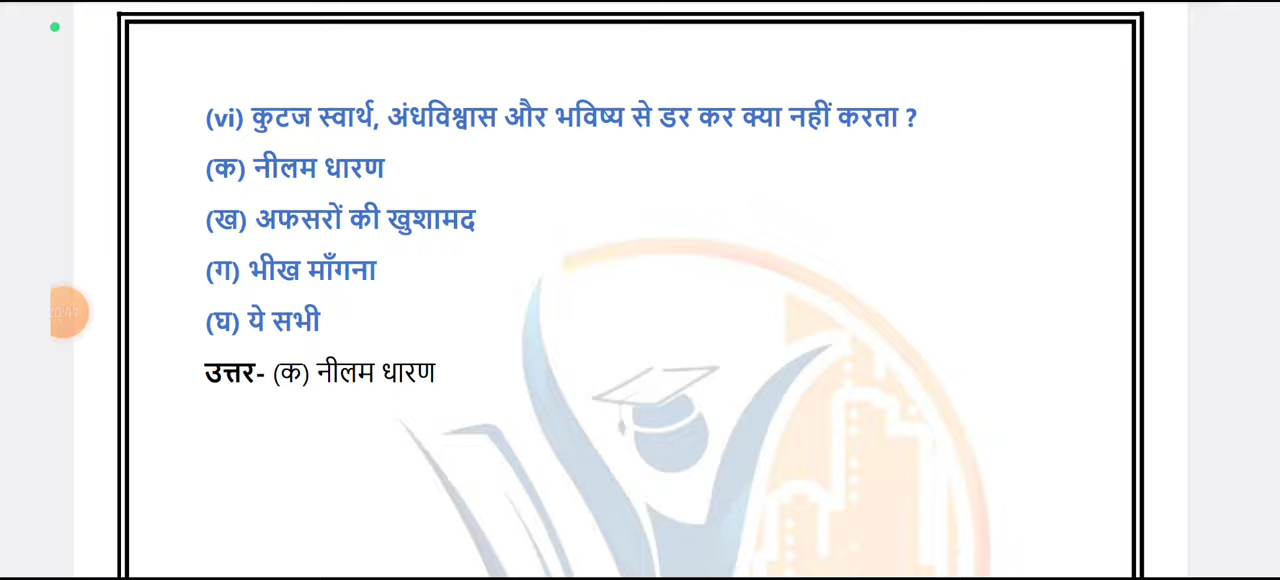 (vi) कुटज स्वार्थ, अंधविश्वास और भविष्य से डर कर क्या नहीं करता ?
(क) नीलम धारण
(ख) अफसरों की खुशामद
(ग) भीख माँगना
(घ) ये सभी
उत्तर- (क) नीलम धारण